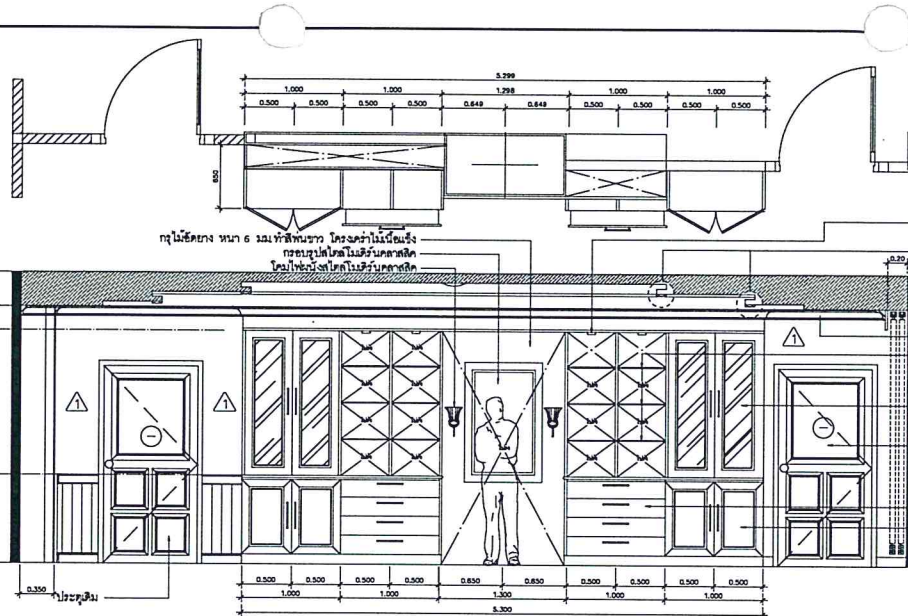 5.299
1.000 1.000 1.298 1.000 1.000
0.500 0.500 0.500 0.500 0.649 0.649 0.500 0.500 0.500 0.500
650
กรุไม้อัดยาง หนา 6 มม.ทำสีพ่นขาว โครงเคร่าไม้เนื้อแข็ง
กรอบรูปสไตล์โมเดิร์นคลาสสิค
โคมไฟผนังสไตล์โมเดิร์นคลาสสิค
0.20
1
1
1
0.350
ประตูเดิม
0.500 0.500 0.500 0.500 0.650 0.650 0.500 0.500 0.500 0.500
1.000 1.000 1.300 1.000 1.000
5.300